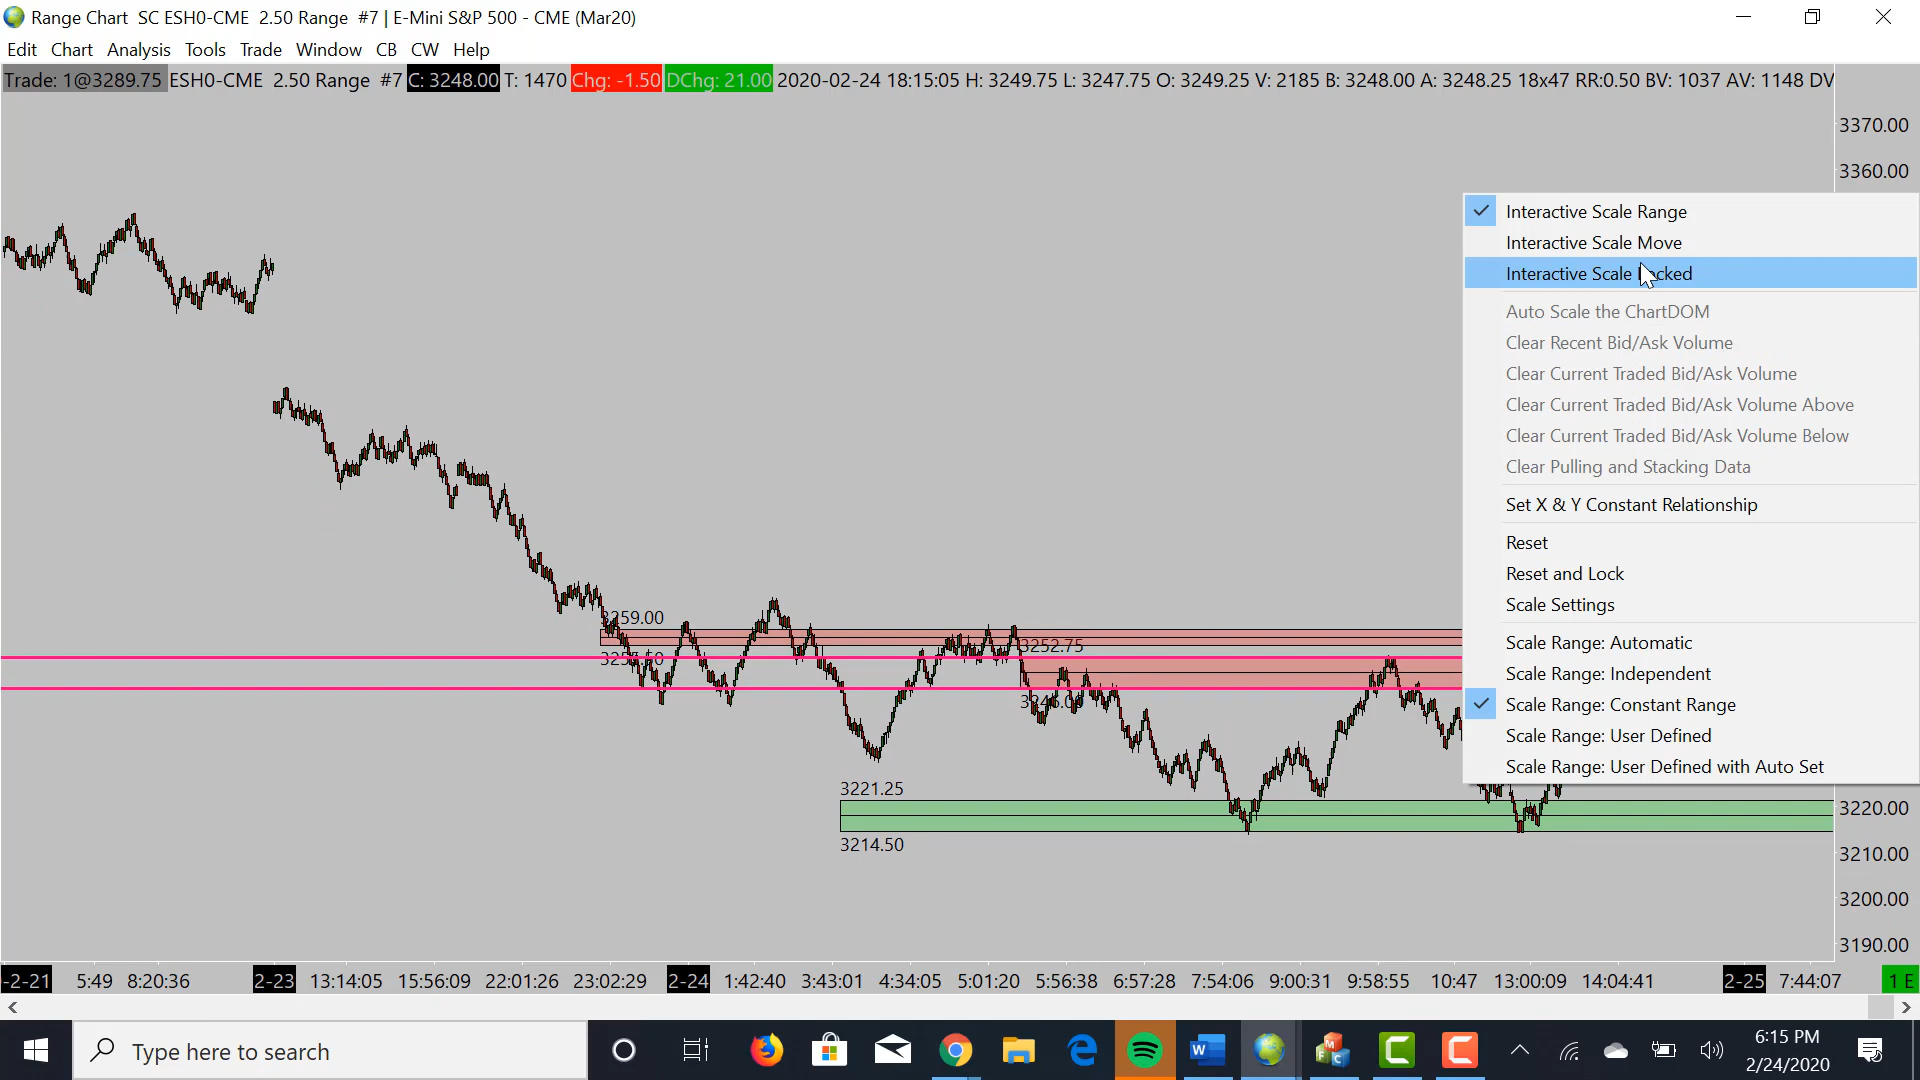 Range Chart  SC ESH0-CME  2.50 Range  #7 | E-Mini S&P 500 - CME (Mar20)
Edit Chart Analysis Tools Trade Window CB CW Help
Trade: 1@3289.75 ESH0-CME  2.50 Range  #7 C: 3248.00 T: 1470 Chg: -1.50 DChg: 21.00 2020-02-24 18:15:05 H: 3249.75 L: 3247.75 O: 3249.25 V: 2185 B: 3248.00 A: 3248.25 18x47 RR:0.50 BV: 1037 AV: 1148 DV
3370.00
3360.00
Interactive Scale Range
Interactive Scale Move
Interactive Scale
Auto Scale the ChartDOM
Clear Recent Bid/Ask Volume
Clear Current Traded Bid/Ask Volume
Clear Current Traded Bid/Ask Volume Above
Clear Current Traded Bid/Ask Volume Below
Clear Pulling and Stacking Data
Set X & Y Constant Relationship
Reset
Reset and Lock
Scale Settings
Scale Range: Automatic
Scale Range: Independent
Scale Range: Constant Range
Scale Range: User Defined
Scale Range: User Defined with Auto Set
3259.00
3252.75
3221.25
3214.50
3220.00
3210.00
3200.00
3190.00
-2-21 5:49 8:20:36 2-23 13:14:05 15:56:09 22:01:26 23:02:29 2-24 1:42:40 3:43:01 4:34:05 5:01:20 5:56:38 6:57:28 7:54:06 9:00:31 9:58:55 10:47 13:00:09 14:04:41 2-25 7:44:07 1 E
Type here to search
6:15 PM
2/24/2020